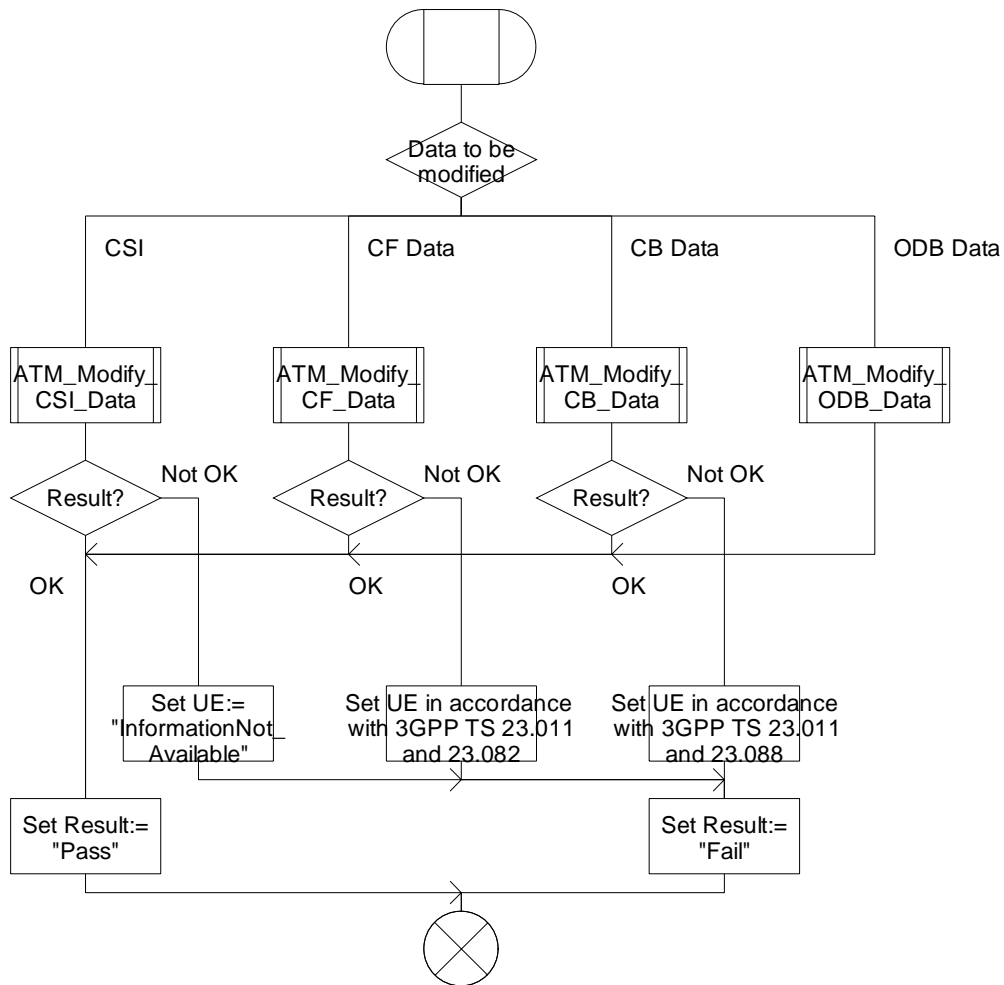 Data to be
modified
CSI
CF Data
CB Data
ODB Data
ATM_Modify_
CSI_Data
ATM_Modify_
CF_Data
ATM_Modify_
CB_Data
ATM_Modify_
ODB_Data
Result?
Not OK
Result?
Not OK
Result?
Not OK
OK
OK
OK
Set UE:=
"InformationNot_
Available"
Set UE in accordance
with 3GPP TS 23.011
and 23.082
Set UE in accordance
with 3GPP TS 23.011
and 23.088
Set Result:=
"Pass"
Set Result:=
"Fail"